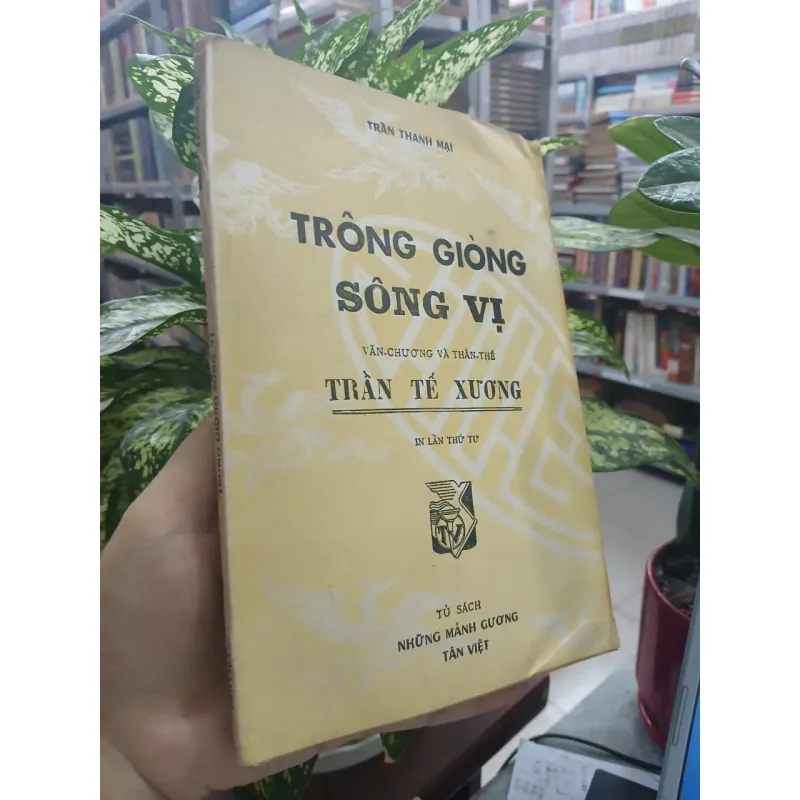 TRẦN THANH MẠI
TRÔNG GIÒNG
SÔNG VỊ
VĂN-CHƯƠNG VÀ THÂN-THẾ
TRẦN TẾ XƯƠNG
IN LẦN THỨ TƯ
TV
TỦ SÁCH
NHỮNG MẢNH GƯƠNG
TÂN VIỆT